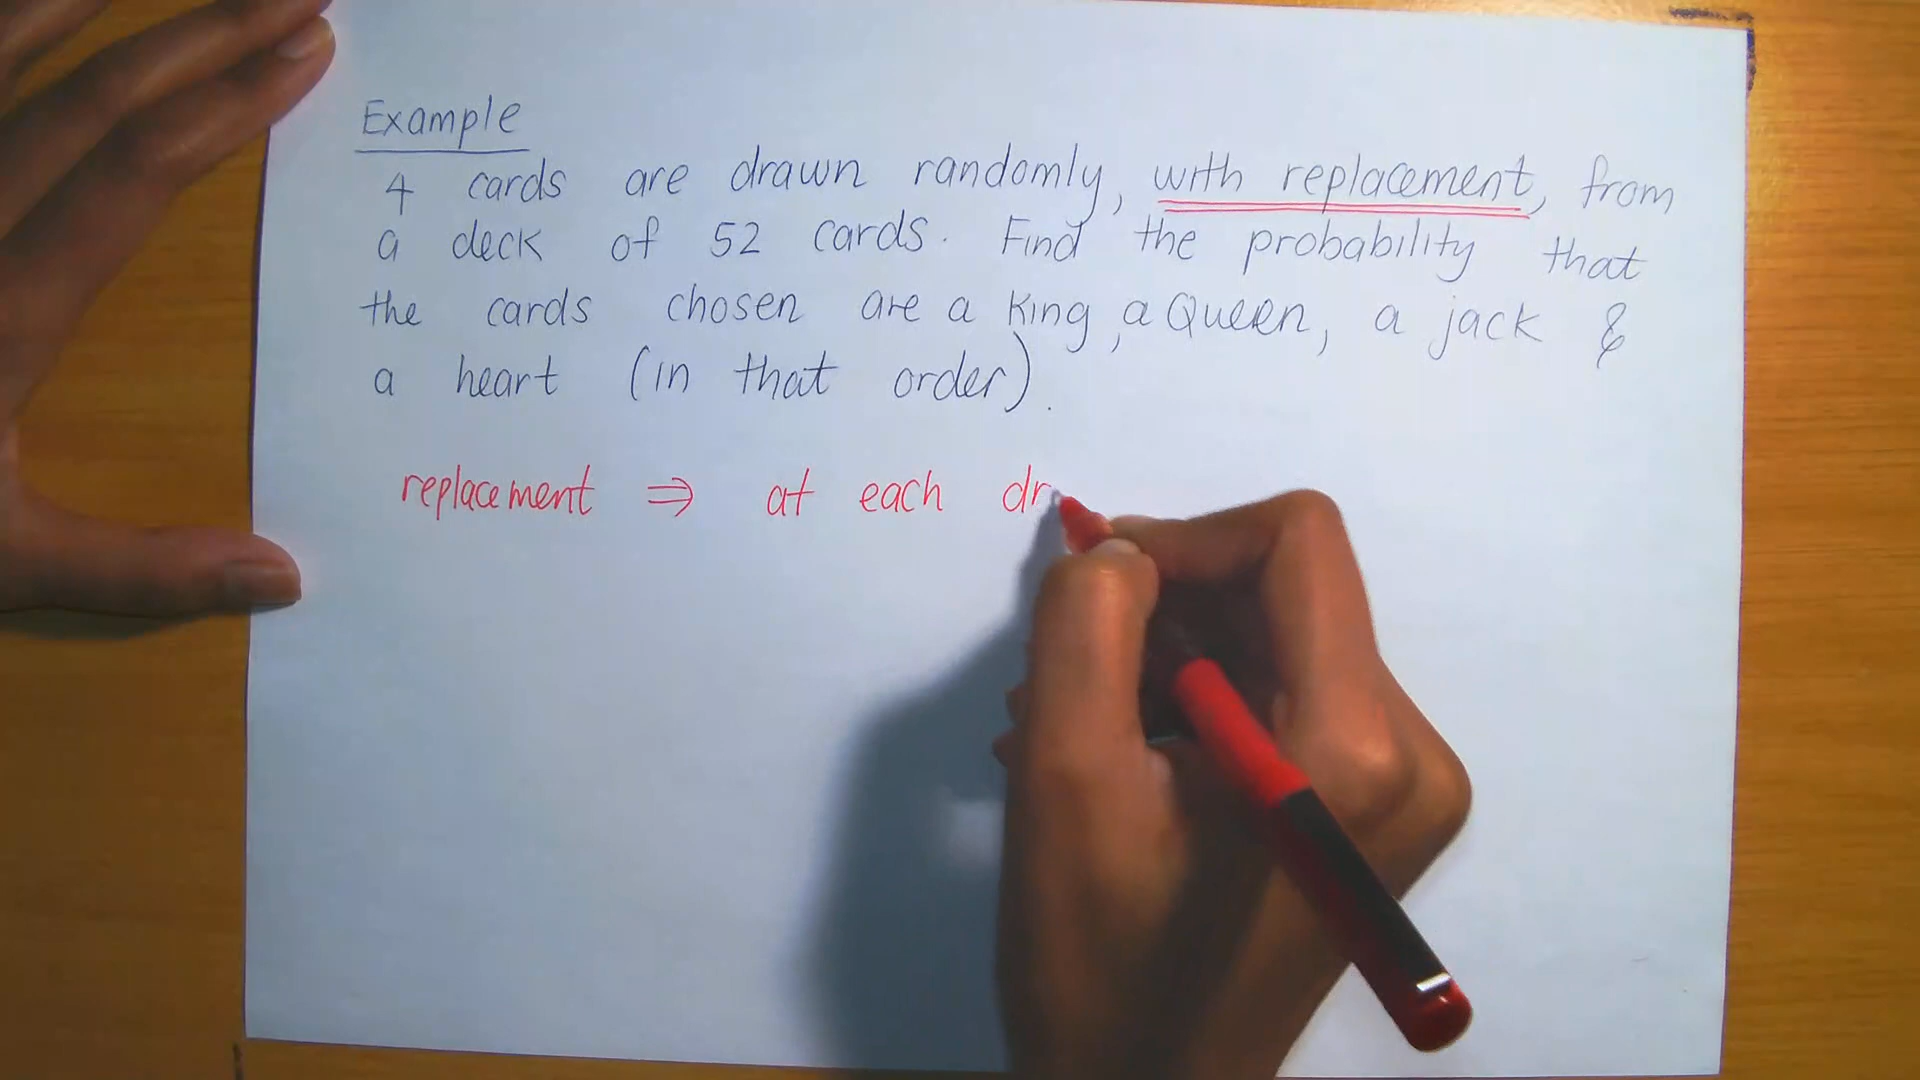 Example
4 cards are drawn randomly, with replacement, from
a deck of 52 cards. Find the probability that
the cards chosen are a King, a Queen, a jack &
a heart (in that order).
replacement ⇒ at each dr